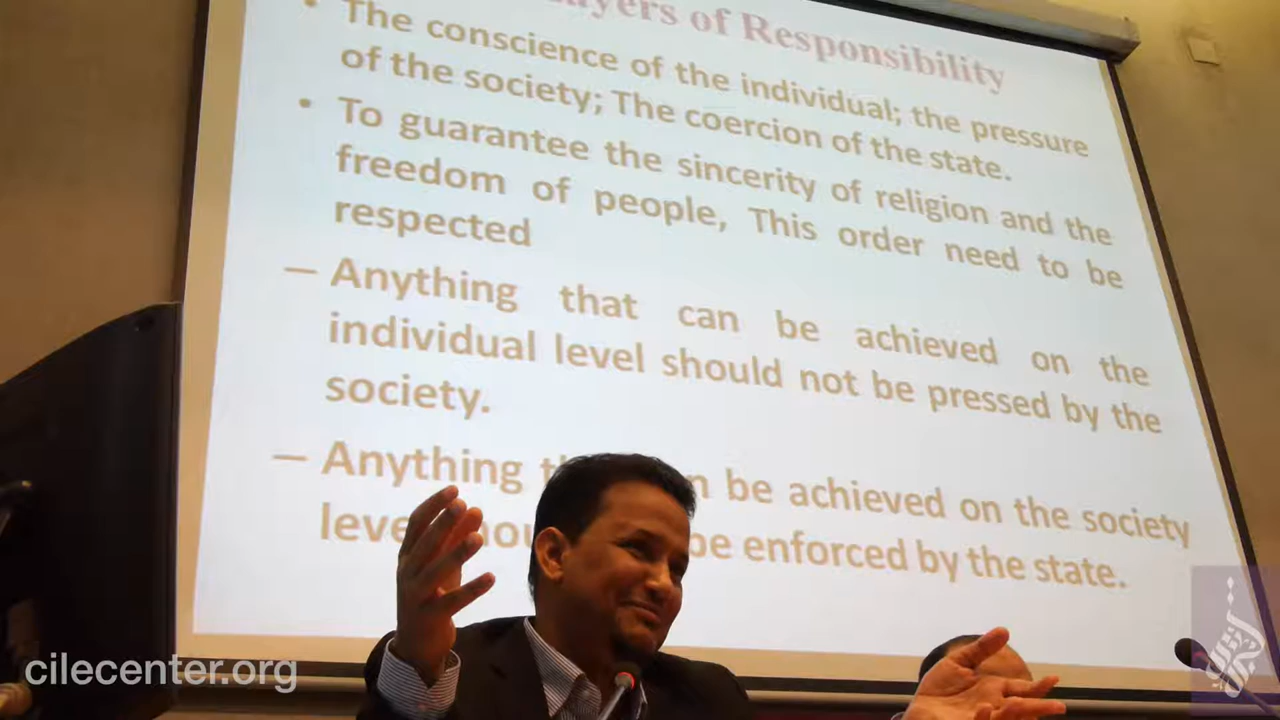 ayers of Responsibility
• The conscience of the individual; the pressure
of the society; The coercion of the state.
• To guarantee the sincerity of religion and the
freedom of people, This order need to be
respected
– Anything that can be achieved on the
individual level should not be pressed by the
society.
– Anything be achieved on the society
leve be enforced by the state.
cilecenter.org